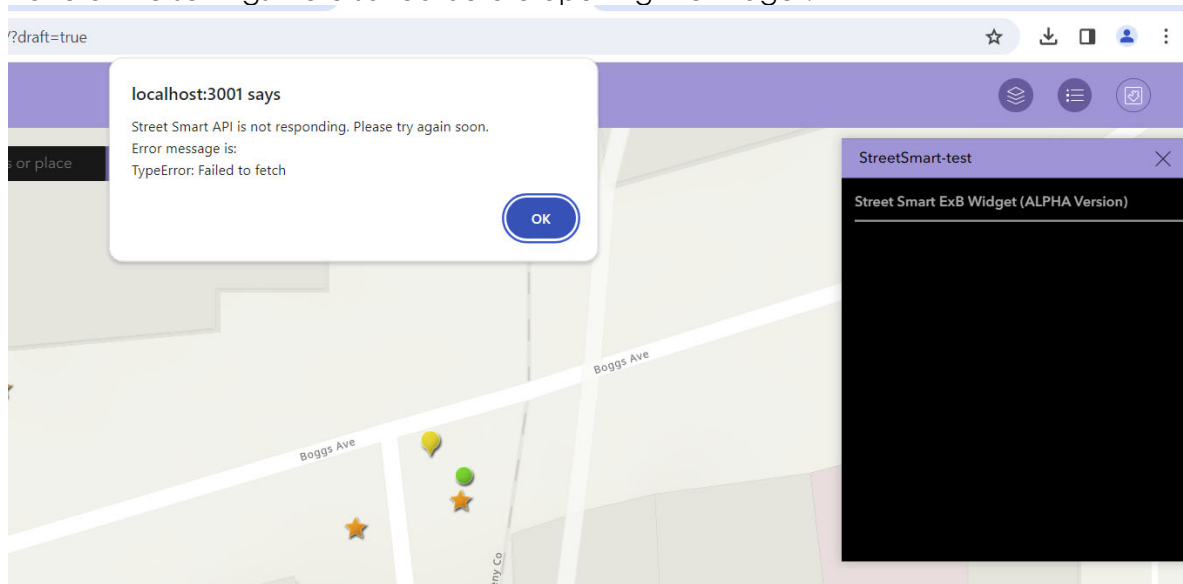 /?draft=true
localhost:3001 says
Street Smart API is not responding. Please try again soon.
Error message is:
TypeError: Failed to fetch
OK
or place
StreetSmart-test
Street Smart ExB Widget (ALPHA Version)
Boggs Ave
Boggs Ave
Co